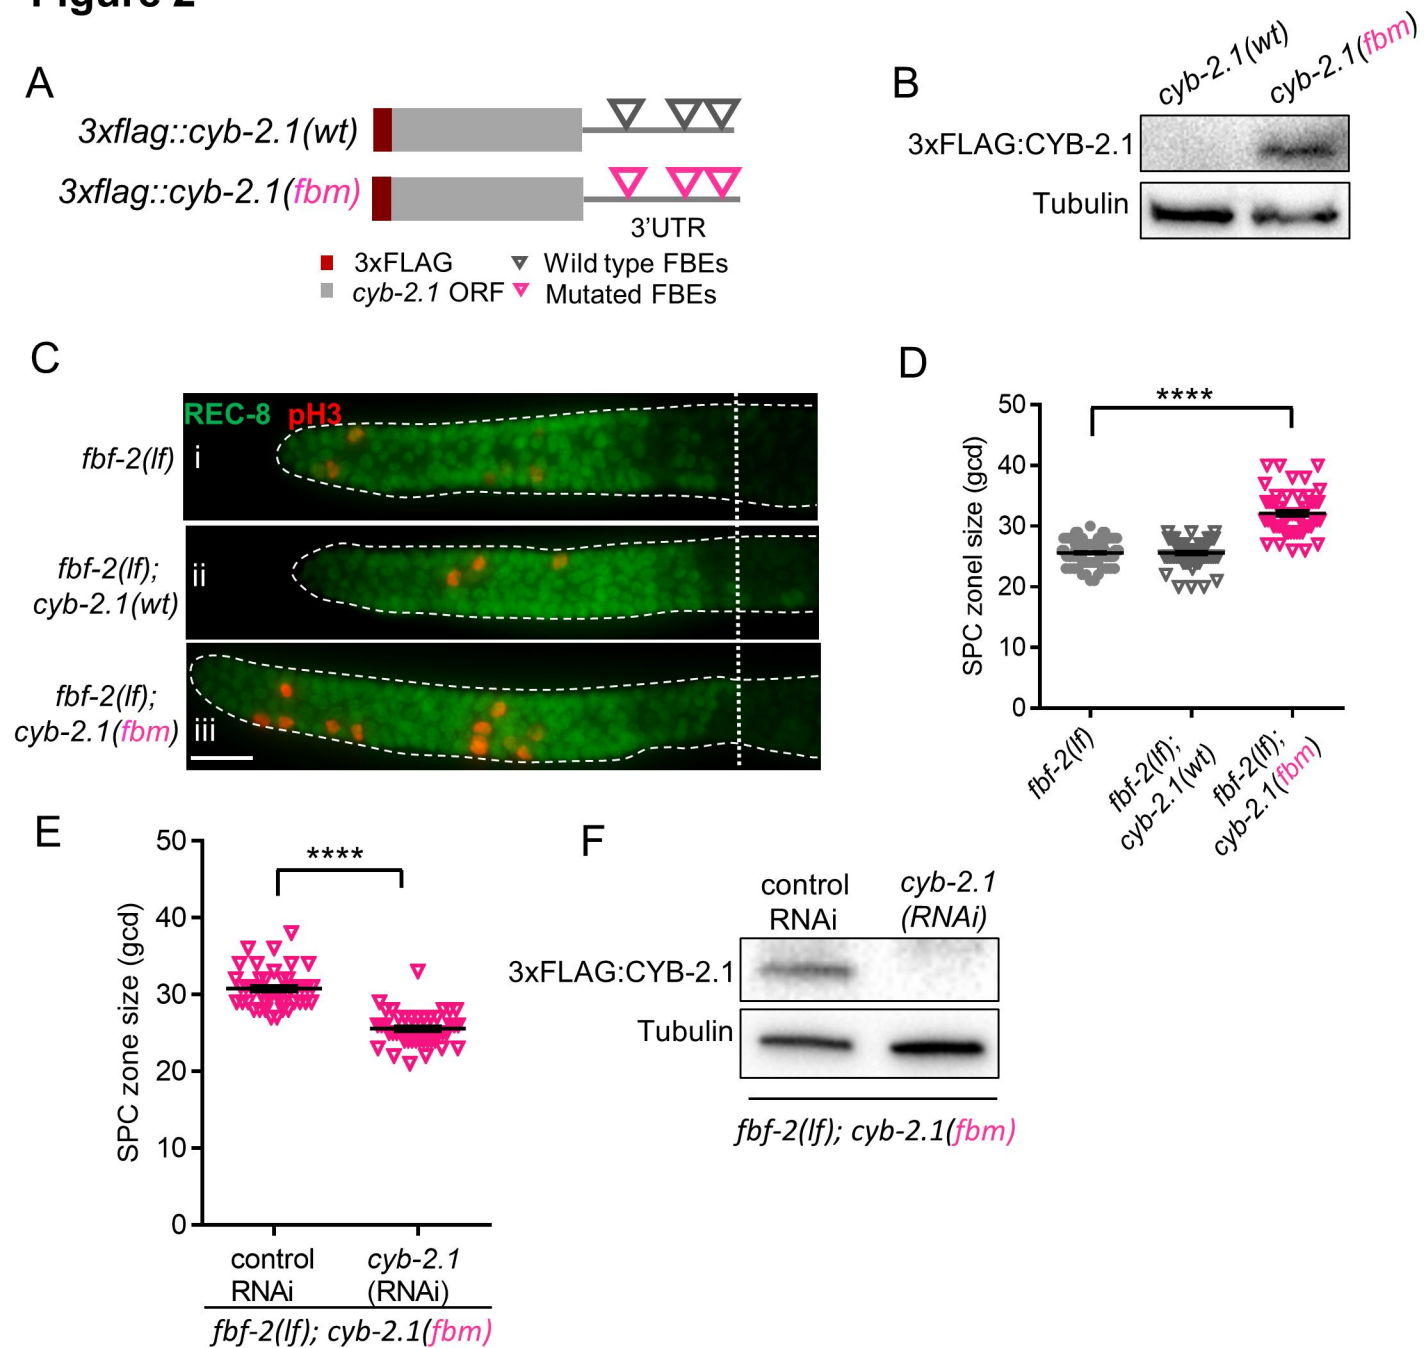 Figure 2
A
3xflag::cyb-2.1(wt)
3xflag::cyb-2.1(fbm)
3'UTR
3xFLAG
Wild type FBEs
cyb-2.1 ORF
Mutated FBEs
B
cyb-2.1(wt)
cyb-2.1(fbm)
3xFLAG:CYB-2.1
Tubulin
C
REC-8 pH3
fbf-2(lf)
i
fbf-2(lf);
cyb-2.1(wt)
ii
fbf-2(lf);
cyb-2.1(fbm)
iii
D
****
SPC zonel size (gcd)
50
40
30
20
10
0
fbf-2(lf)
fbf-2(lf);
cyb-2.1(wt)
fbf-2(lf);
cyb-2.1(fbm)
E
****
SPC zone size (gcd)
50
40
30
20
10
0
control
RNAi
cyb-2.1
(RNAi)
fbf-2(lf); cyb-2.1(fbm)
F
control
RNAi
cyb-2.1
(RNAi)
3xFLAG:CYB-2.1
Tubulin
fbf-2(lf); cyb-2.1(fbm)